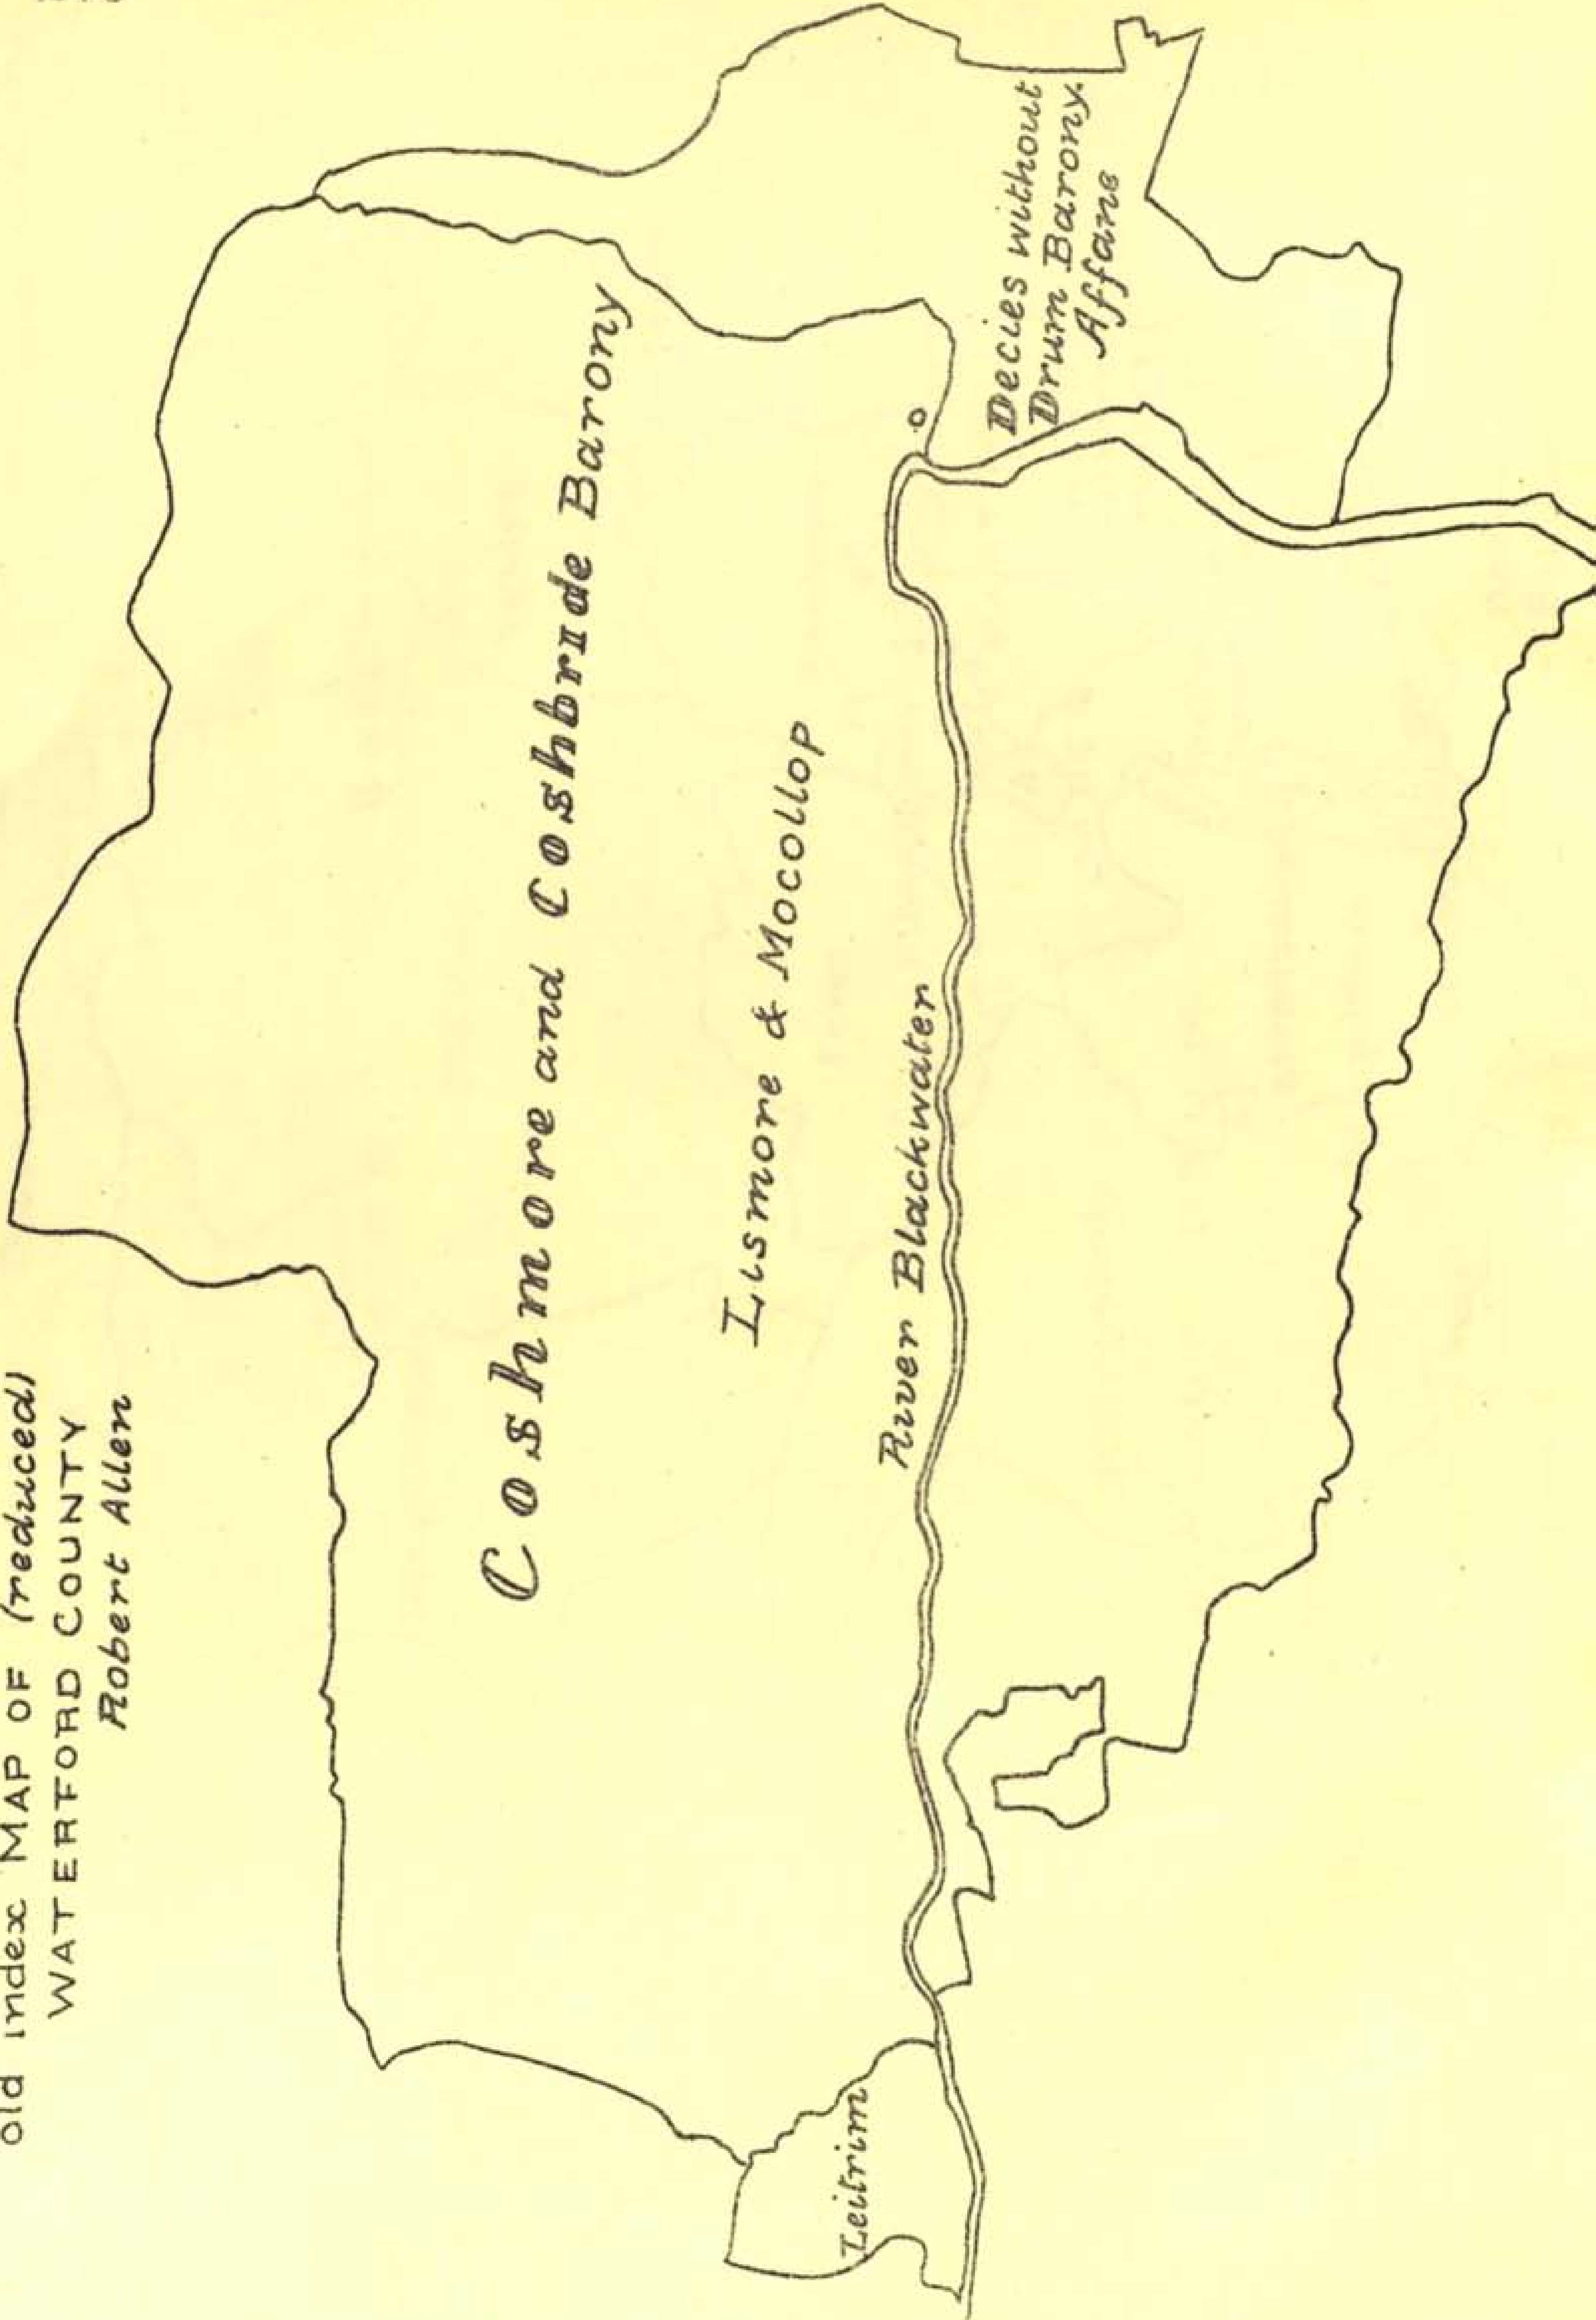 Old Index MAP OF (reduced)
WATERFORD COUNTY
Robert Allen
Coshmore and Coshbride Barony
Lismore & Mocollop
River Blackwater
Decies without
Drum Barony.
Affane
Leitrim